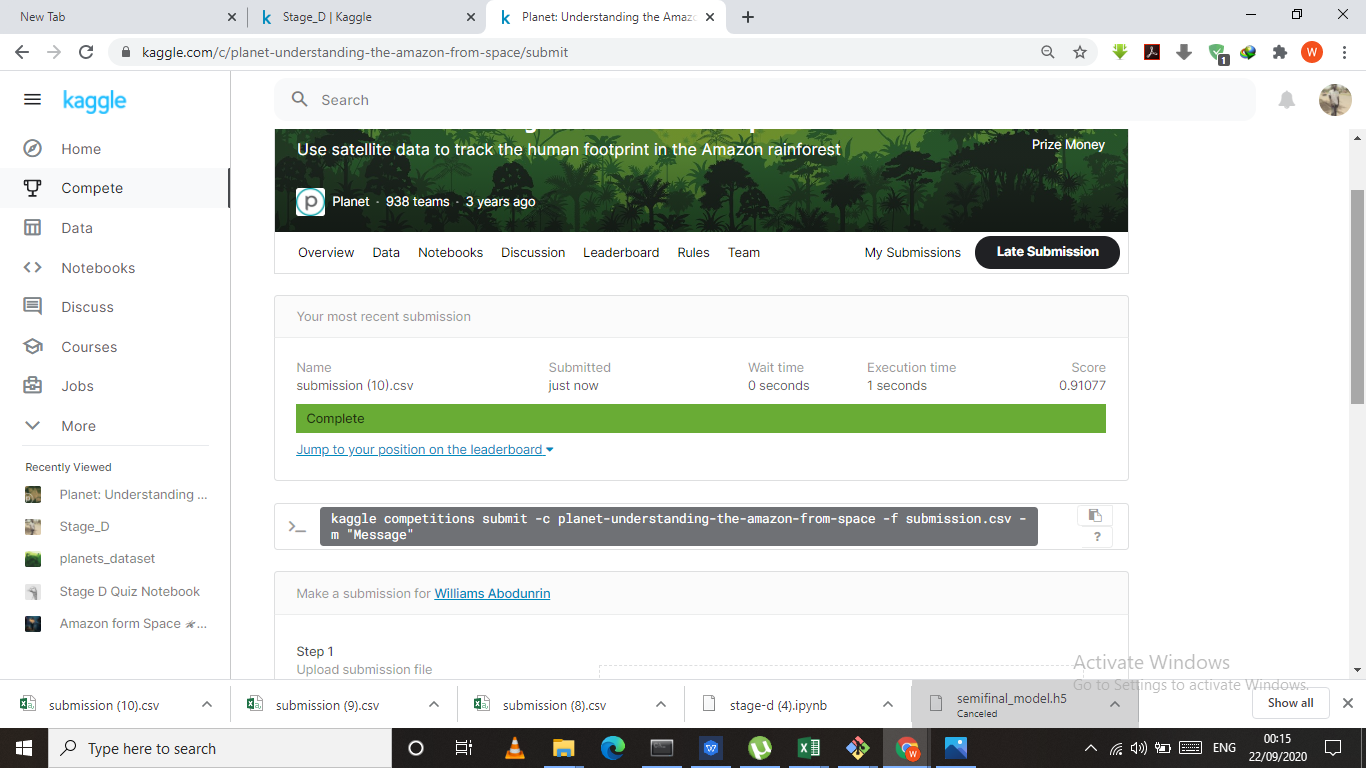 New Tab
Stage_D | Kaggle
Planet: Understanding the Amaz
kaggle.com/c/planet-understanding-the-amazon-from-space/submit
1
W
kaggle
Search
Home
Compete
Data
Notebooks
Discuss
Courses
Jobs
More
Recently Viewed
Planet: Understanding ...
Stage_D
planets_dataset
Stage D Quiz Notebook
Amazon form Space 🛰...
Use satellite data to track the human footprint in the Amazon rainforest
Prize Money
p Planet · 938 teams · 3 years ago
Overview Data Notebooks Discussion Leaderboard Rules Team My Submissions Late Submission
Your most recent submission
Name Submitted Wait time Execution time Score
submission (10).csv just now 0 seconds 1 seconds 0.91077
Complete
Jump to your position on the leaderboard
>_ kaggle competitions submit -c planet-understanding-the-amazon-from-space -f submission.csv -
m "Message"
?
Make a submission for Williams Abodunrin
Step 1
Upload submission file
Activate Windows
Go to Settings to activate Windows.
submission (10).csv
submission (9).csv
submission (8).csv
stage-d (4).ipynb
semifinal_model.h5
Canceled
Show all
Type here to search
W
ENG
00:15
22/09/2020